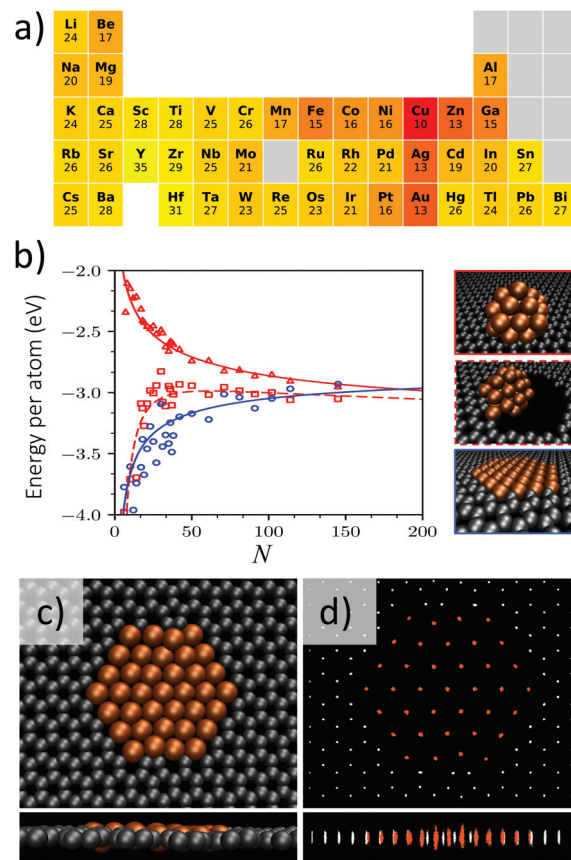 a)
Li Be
24 17
Na Mg Al
20 19 17
K Ca Sc Ti V Cr Mn Fe Co Ni Cu Zn Ga
24 25 28 28 25 26 17 15 16 16 10 13 15
Rb Sr Y Zr Nb Mo Ru Rh Pd Ag Cd In Sn
26 26 35 29 25 21 26 22 21 13 19 20 27
Cs Ba Hf Ta W Re Os Ir Pt Au Hg Tl Pb Bi
25 28 31 27 23 25 23 21 16 13 26 24 26 27
b)
Energy per atom (eV)
−2.0
−2.5
−3.0
−3.5
−4.0
0 50 100 150 200
N
c)
d)